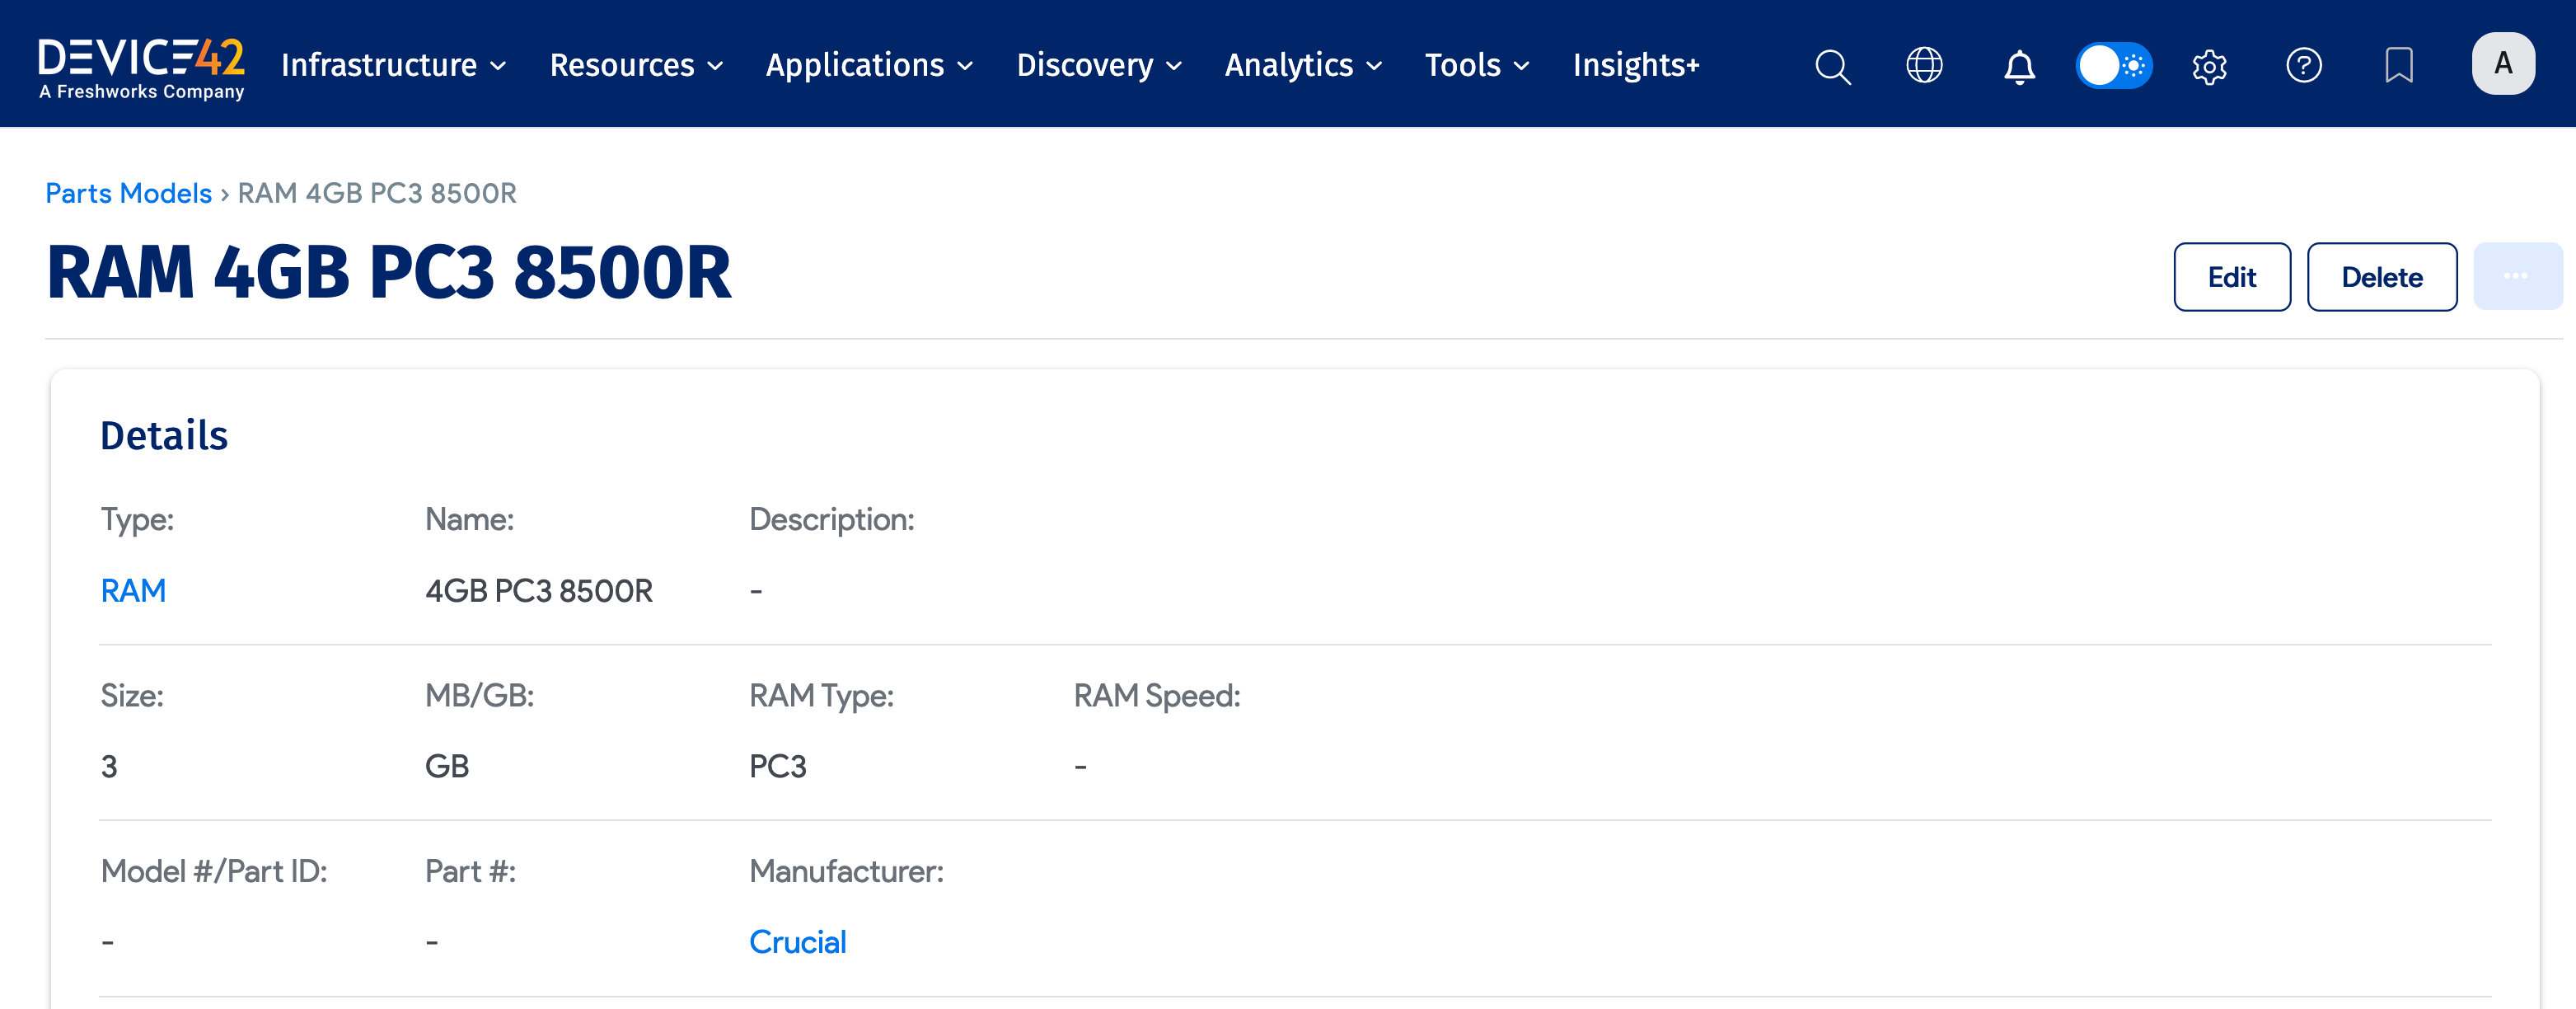 DEVICE42
A Freshworks Company
Infrastructure Resources Applications Discovery Analytics Tools Insights+
A
Parts Models › RAM 4GB PC3 8500R
RAM 4GB PC3 8500R
Edit Delete ...
Details
Type: Name: Description:
RAM 4GB PC3 8500R -
Size: MB/GB: RAM Type: RAM Speed:
3 GB PC3 -
Model #/Part ID: Part #: Manufacturer:
- - Crucial